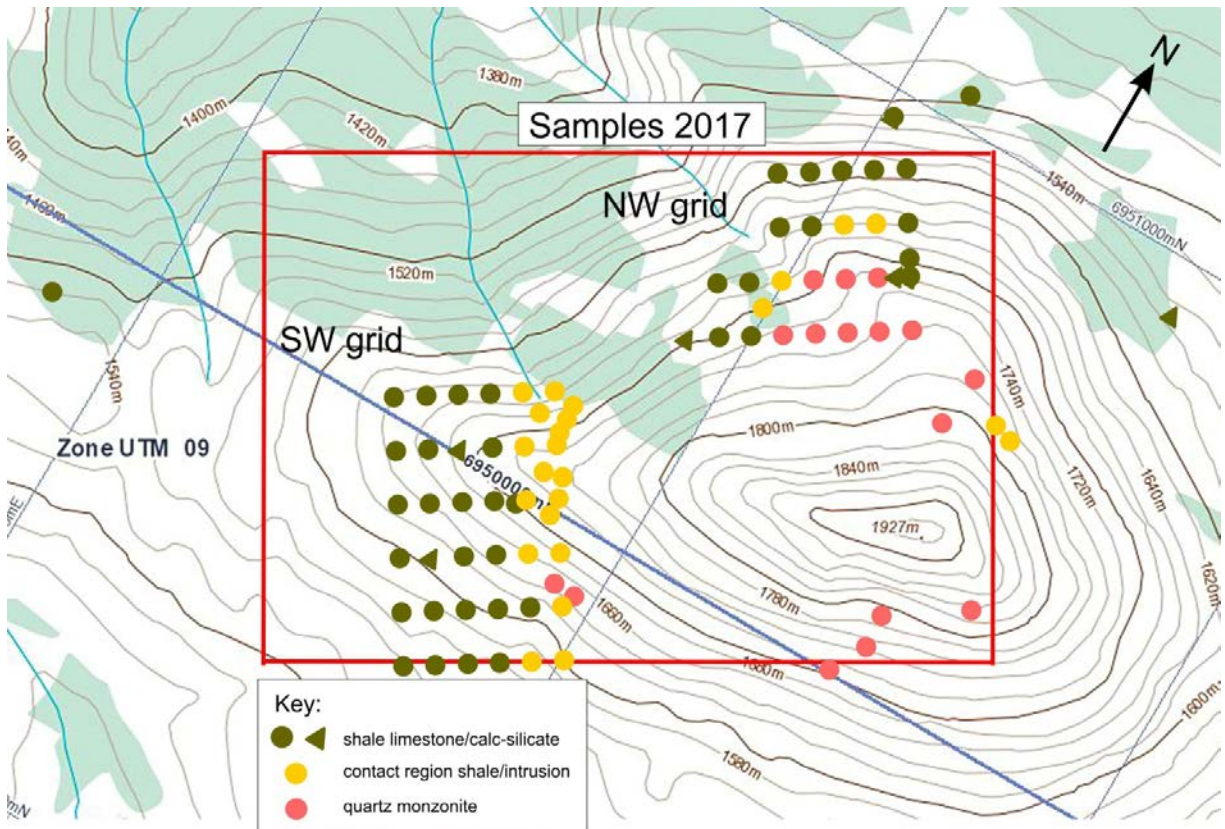 N
1380m
1400m
1420m
Samples 2017
1540m
6951000mN
NW grid
1460m
1520m
SW grid
1540m
1740m
1800m
Zone UTM 09
6950000m
1840m
1720m
1640m
1927m
1620m
1660m
1780m
1680m
1600m
1580m
Key:
shale limestone/calc-silicate
contact region shale/intrusion
quartz monzonite